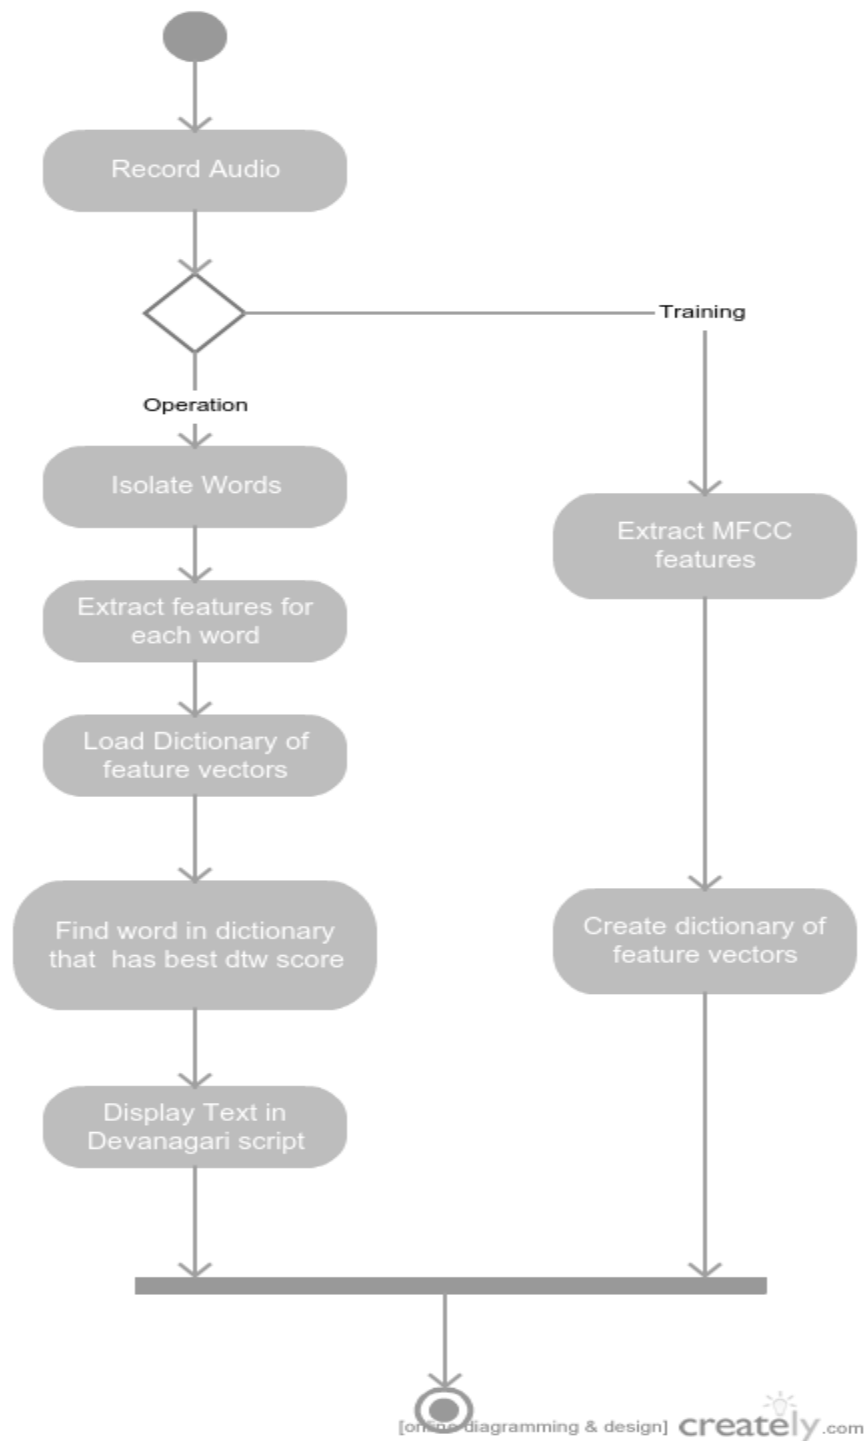 Record Audio
Training
Operation
Isolate Words
Extract MFCC
features
Extract features for
each word
Load Dictionary of
feature vectors
Find word in dictionary
that has best dtw score
Create dictionary of
feature vectors
Display Text in
Devanagari script
[online diagramming & design] creately.com